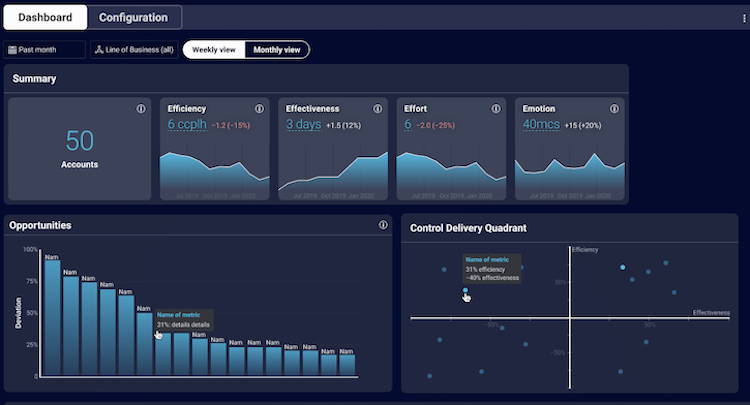 Dashboard
Configuration
Past month
Line of Business (all)
Weekly view
Monthly view
Summary
50
Accounts
Efficiency
6 ccplh −1.2 (−15%)
Jul 2019 Oct 2019 Jan 2020
Effectiveness
3 days +1.5 (12%)
Jul 2019 Oct 2019 Jan 2020
Effort
6 −2.0 (−25%)
Jul 2019 Oct 2019 Jan 2020
Emotion
40mcs +15 (+20%)
Jul 2019 Oct 2019 Jan 2020
Opportunities
100%
75%
50%
25%
0
Deviation
Nam
Nam
Nam
Nam
Nam
Nam
Name of metric
31%: details details
Nam
Nam
Nam
Nam
Nam
Nam
Nam
Nam
Control Delivery Quadrant
Efficiency
Name of metric
31% efficiency
−40% effectiveness
50%
Effectiveness
−50%
50%
−50%